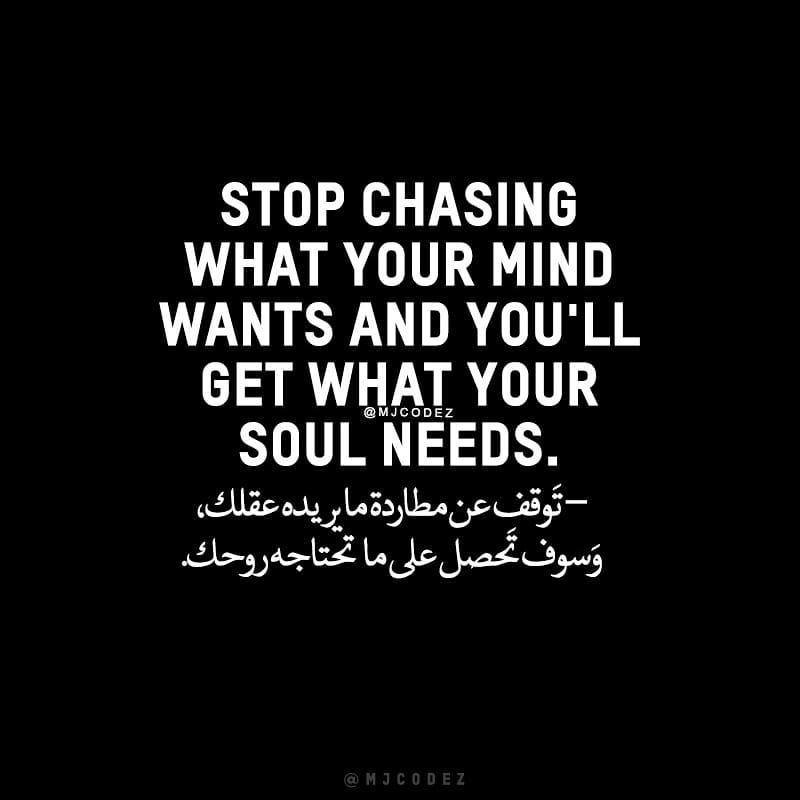 STOP CHASING
WHAT YOUR MIND
WANTS AND YOU'LL
GET WHAT YOUR
@MJCODEZ
SOUL NEEDS.
– تَوقف عن مطاردة ما يريده عقلك،
وَسوف تَحصل على ما تحتاجه روحك.
@MJCODEZ